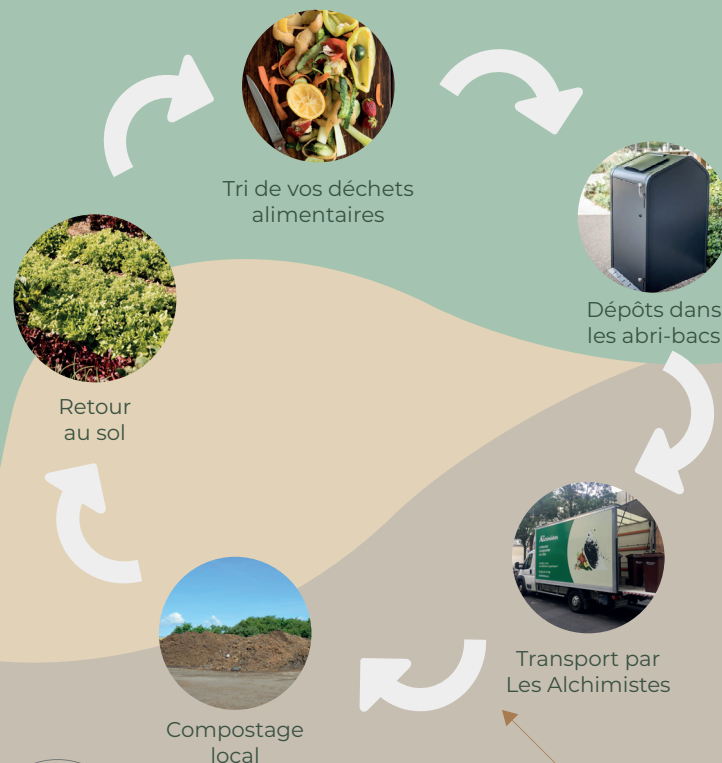 Tri de vos déchets
alimentaires
Dépôts dans
les abri-bacs
Retour
au sol
Transport par
Les Alchimistes
Compostage
local